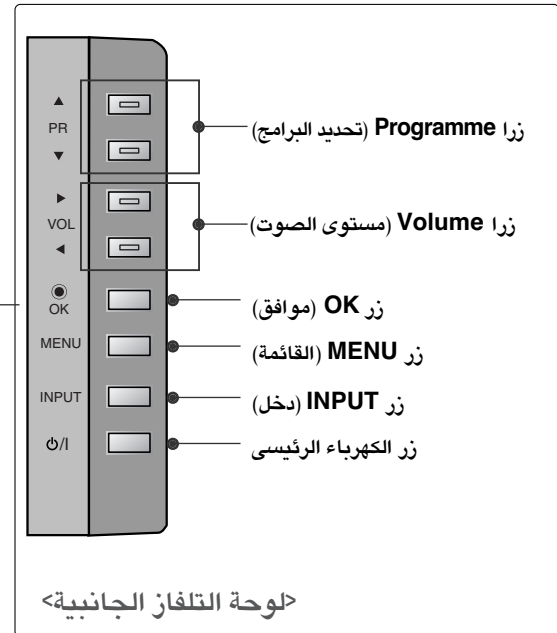 ▲
PR
▼
زرا Programme (تحديد البرامج)
►
VOL
◄
زرا Volume (مستوى الصوت)
OK
زر OK (موافق)
MENU
زر MENU (القائمة)
INPUT
زر INPUT (دخل)
⏻/I
زر الكهرباء الرئيسى
<لوحة التلفاز الجانبية>